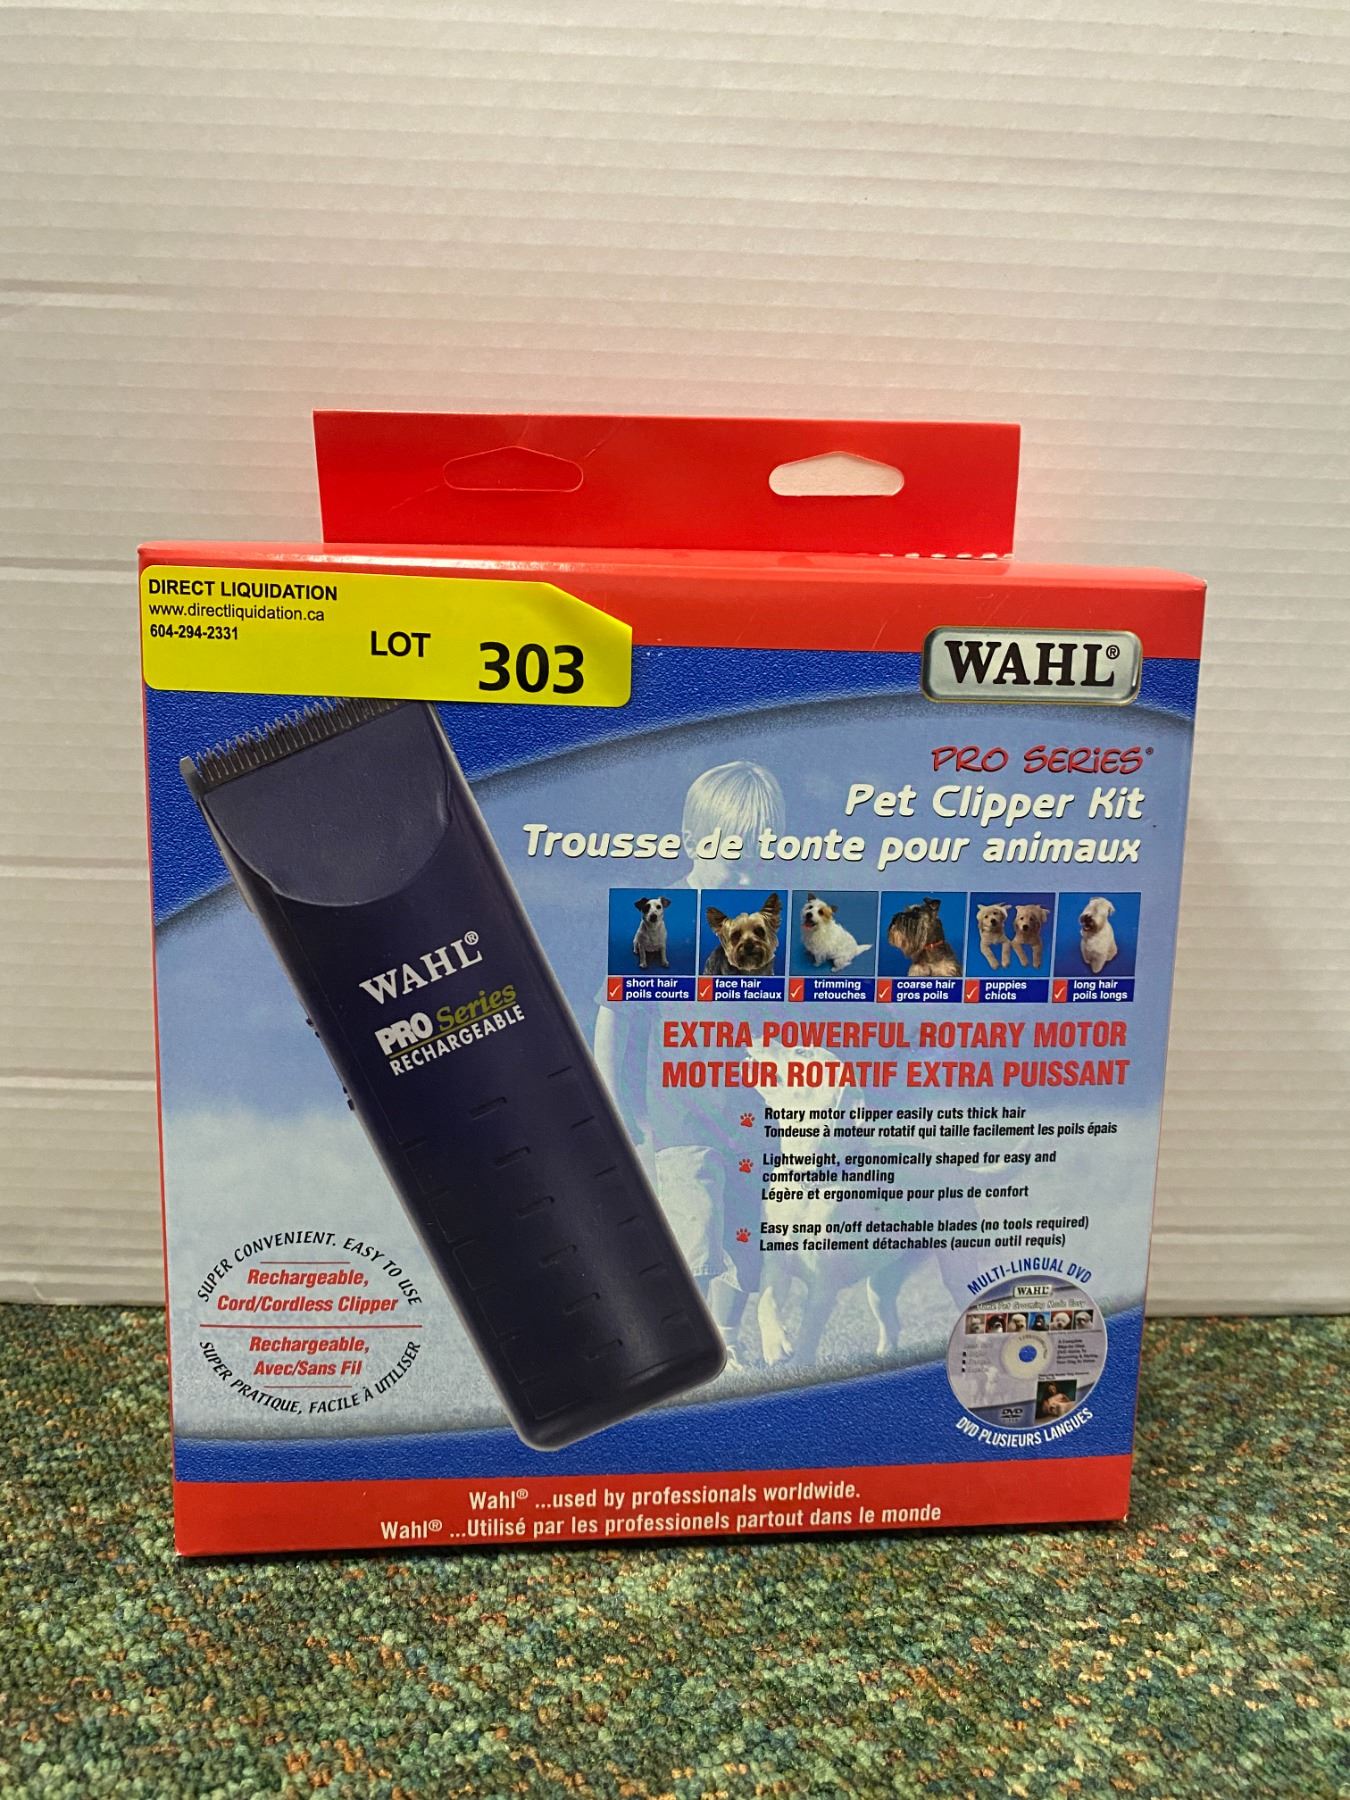 DIRECT LIQUIDATION
www.directliquidation.ca
604-294-2331
LOT 303
WAHL®
PRO SERIES®
Pet Clipper Kit
Trousse de tonte pour animaux
short hair
poils courts
face hair
poils faciaux
trimming
retouches
coarse hair
gros poils
puppies
chiots
long hair
poils longs
WAHL®
PRO Series
RECHARGEABLE
EXTRA POWERFUL ROTARY MOTOR
MOTEUR ROTATIF EXTRA PUISSANT
Rotary motor clipper easily cuts thick hair
Tondeuse à moteur rotatif qui taille facilement les poils épais
Lightweight, ergonomically shaped for easy and
comfortable handling
Légère et ergonomique pour plus de confort
Easy snap on/off detachable blades (no tools required)
Lames facilement détachables (aucun outil requis)
SUPER CONVENIENT. EASY TO USE
Rechargeable,
Cord/Cordless Clipper
Rechargeable,
Avec/Sans Fil
SUPER PRATIQUE, FACILE À UTILISER
MULTI-LINGUAL DVD
WAHL
Pet Grooming Made Easy
DVD
DVD PLUSIEURS LANGUES
Wahl® ...used by professionals worldwide.
Wahl® ...Utilisé par les professionels partout dans le monde